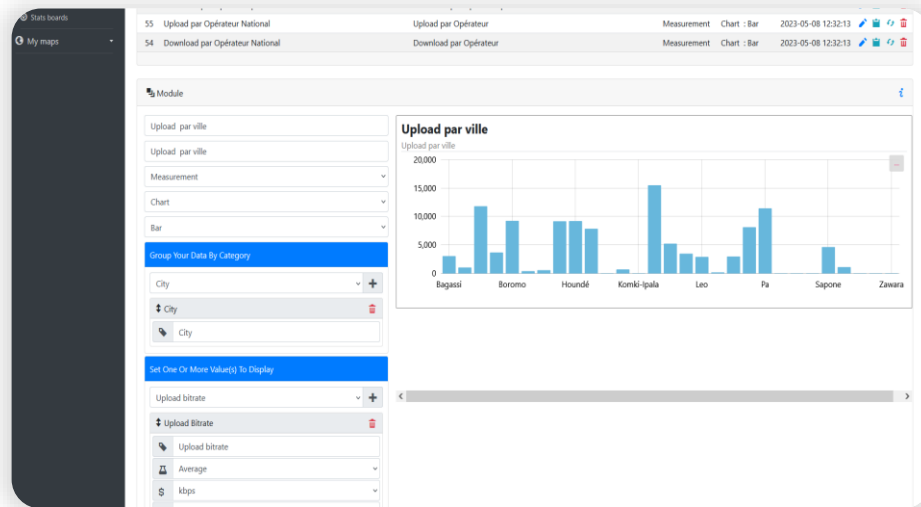 Stats boards
My maps
55 Upload par Opérateur National Upload par Opérateur Measurement Chart : Bar 2023-05-08 12:32:13
54 Download par Opérateur National Download par Opérateur Measurement Chart : Bar 2023-05-08 12:32:13
Module
Upload par ville
Upload par ville
Measurement
Chart
Bar
Group Your Data By Category
City
City
City
Set One Or More Value(s) To Display
Upload bitrate
Upload Bitrate
Upload bitrate
Average
$ kbps
Upload par ville
Upload par ville
20,000
15,000
10,000
5,000
0
Bagassi Boromo Houndé Komki-Ipala Leo Pa Sapone Zawara